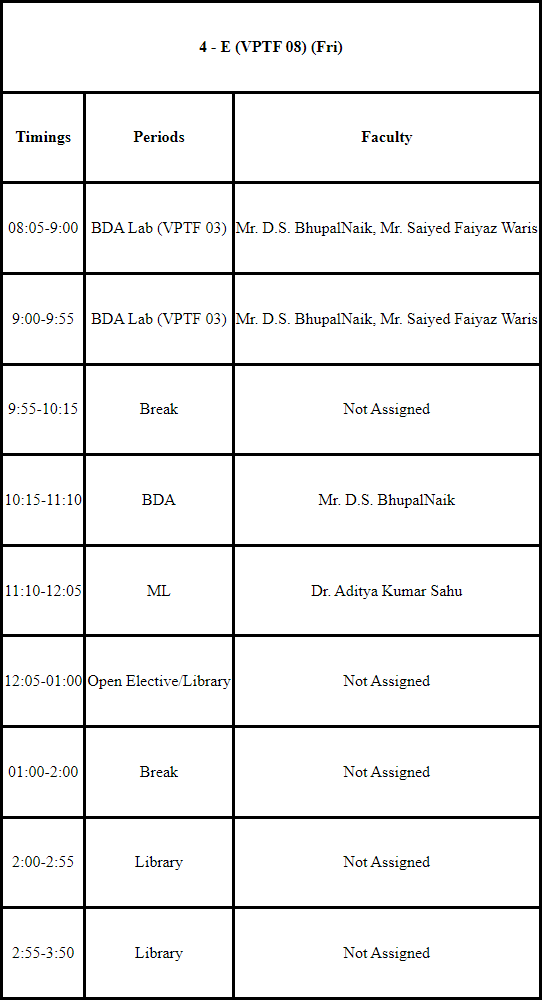 4 - E (VPTF 08) (Fri)
Timings Periods Faculty
08:05-9:00 BDA Lab (VPTF 03) Mr. D.S. BhupalNaik, Mr. Saiyed Faiyaz Waris
9:00-9:55 BDA Lab (VPTF 03) Mr. D.S. BhupalNaik, Mr. Saiyed Faiyaz Waris
9:55-10:15 Break Not Assigned
10:15-11:10 BDA Mr. D.S. BhupalNaik
11:10-12:05 ML Dr. Aditya Kumar Sahu
12:05-01:00 Open Elective/Library Not Assigned
01:00-2:00 Break Not Assigned
2:00-2:55 Library Not Assigned
2:55-3:50 Library Not Assigned